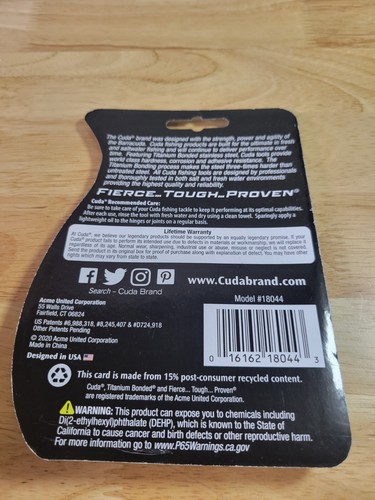 The Cuda® brand was designed with the strength, power and agility of
the Barracuda. Cuda fishing products are built for the ultimate in fresh
and saltwater fishing and will continue to deliver performance over
time. Featuring Titanium Bonded stainless steel, Cuda tools provide
world class hardness, corrosion and adhesive resistance. The
Titanium Bonding process makes the steel three-times harder than
untreated steel. All Cuda Fishing tools are designed by professionals
and thoroughly tested in both salt and fresh water environments
providing the highest quality and reliability.
FIERCE...TOUGH...PROVEN®
Cuda® Recommended Care:
Be sure to take care of your Cuda fishing tackle to keep it performing at its optimal capabilities.
After each use, rinse the tool with fresh water and dry using a clean towel. Sparingly apply a
lightweight oil to the hinges or joints on a regular basis.
Lifetime Warranty
At Cuda®, we believe our legendary products should be supported by an equally legendary promise. If your
Cuda® product fails to perform its intended use due to defects in materials or workmanship, we will replace it
regardless of its age. Normal wear, sharpening, industrial use or abuse, misuse or neglect is not covered.
Send the product in its original box for proof of purchase along with explanation of defect. You may have other
rights which may vary from state to state.
Search – Cuda Brand
www.Cudabrand.com
Acme United Corporation
55 Walls Drive
Fairfield, CT 06824
US Patents #6,988,318, #8,245,407 & #D724,918
Other Patents Pending
© 2020 Acme United Corporation
Made in China
Designed in USA
Model #18044
0 16162 18044 3
This card is made from 15% post-consumer recycled content.
Cuda®, Titanium Bonded® and Fierce... Tough... Proven®
are registered trademarks of the Acme United Corporation.
WARNING: This product can expose you to chemicals including
Di(2-ethylhexyl)phthalate (DEHP), which is known to the State of
California to cause cancer and birth defects or other reproductive harm.
For more information go to www.P65Warnings.ca.gov